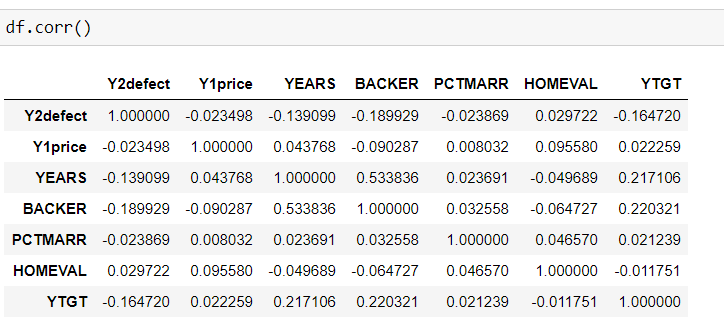 df.corr()
Y2defect Y1price YEARS BACKER PCTMARR HOMEVAL YTGT
Y2defect 1.000000 -0.023498 -0.139099 -0.189929 -0.023869 0.029722 -0.164720
Y1price -0.023498 1.000000 0.043768 -0.090287 0.008032 0.095580 0.022259
YEARS -0.139099 0.043768 1.000000 0.533836 0.023691 -0.049689 0.217106
BACKER -0.189929 -0.090287 0.533836 1.000000 0.032558 -0.064727 0.220321
PCTMARR -0.023869 0.008032 0.023691 0.032558 1.000000 0.046570 0.021239
HOMEVAL 0.029722 0.095580 -0.049689 -0.064727 0.046570 1.000000 -0.011751
YTGT -0.164720 0.022259 0.217106 0.220321 0.021239 -0.011751 1.000000